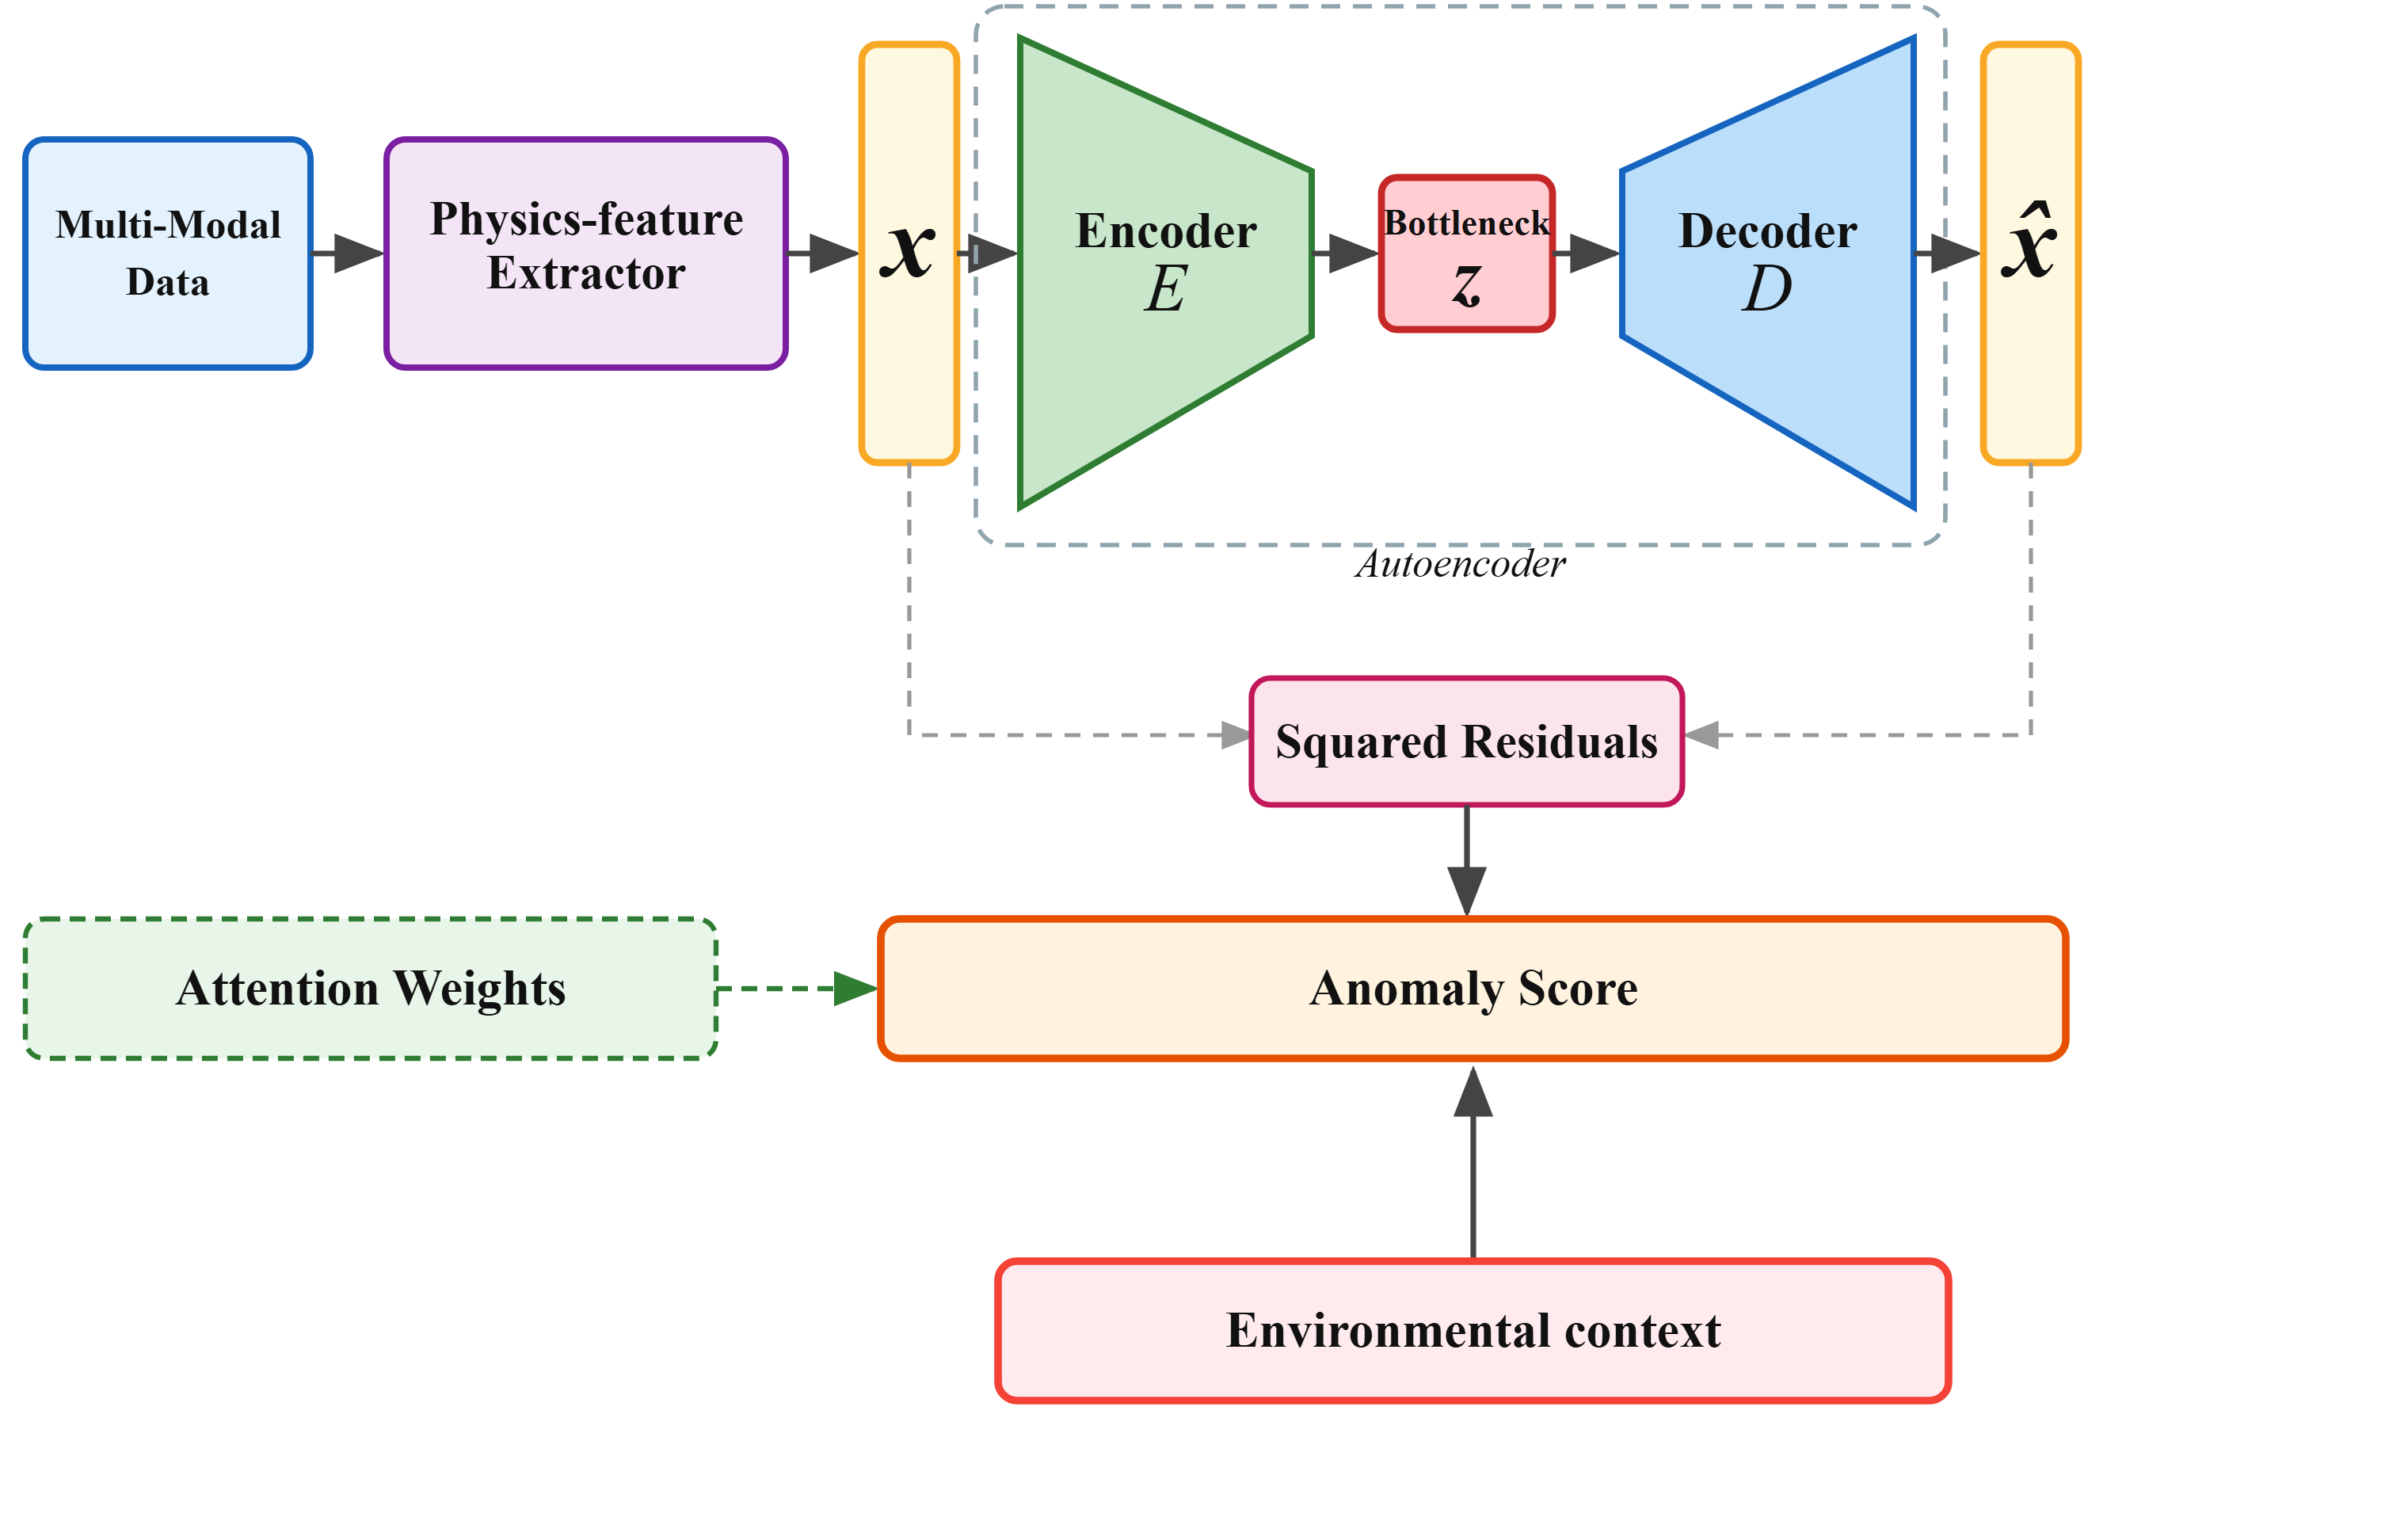 Multi-Modal
Data
Physics-feature
Extractor
x
Encoder
E
Bottleneck
z
Decoder
D
x̂
Autoencoder
Squared Residuals
Attention Weights
Anomaly Score
Environmental context